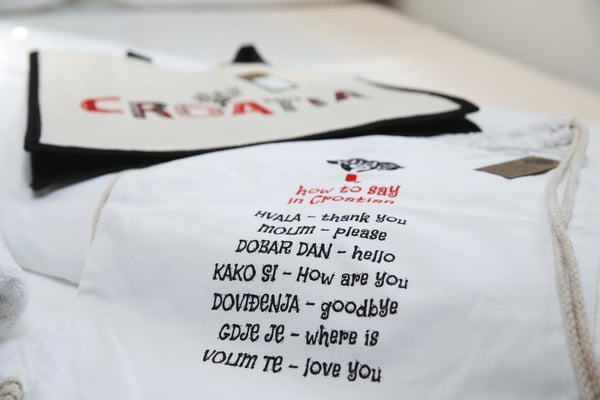 CROATIA
how to say
in Croatian
HVALA – thank you
MOLIM – please
DOBAR DAN – hello
KAKO SI – How are you
DOVIĐENJA – goodbye
GDJE JE – where is
VOLIM TE – love you